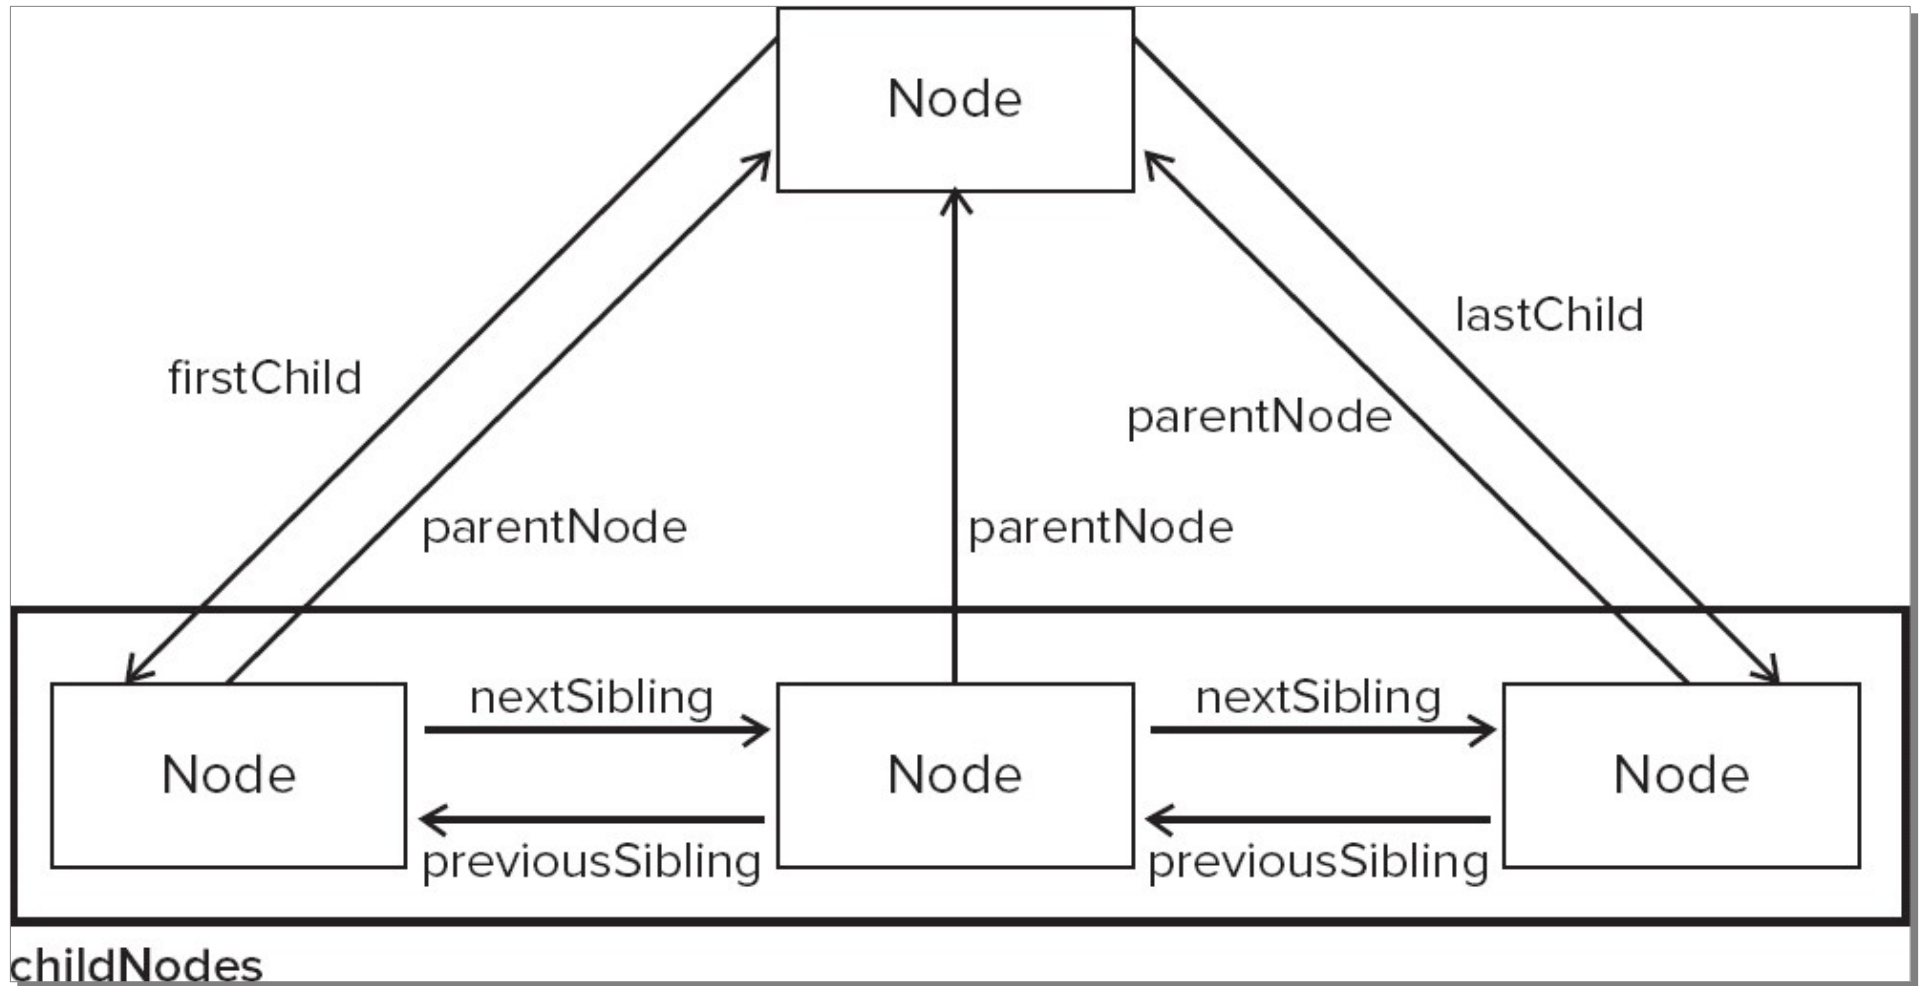 Node
lastChild
firstChild
parentNode
parentNode
parentNode
nextSibling
nextSibling
Node
Node
Node
previousSibling
previousSibling
childNodes